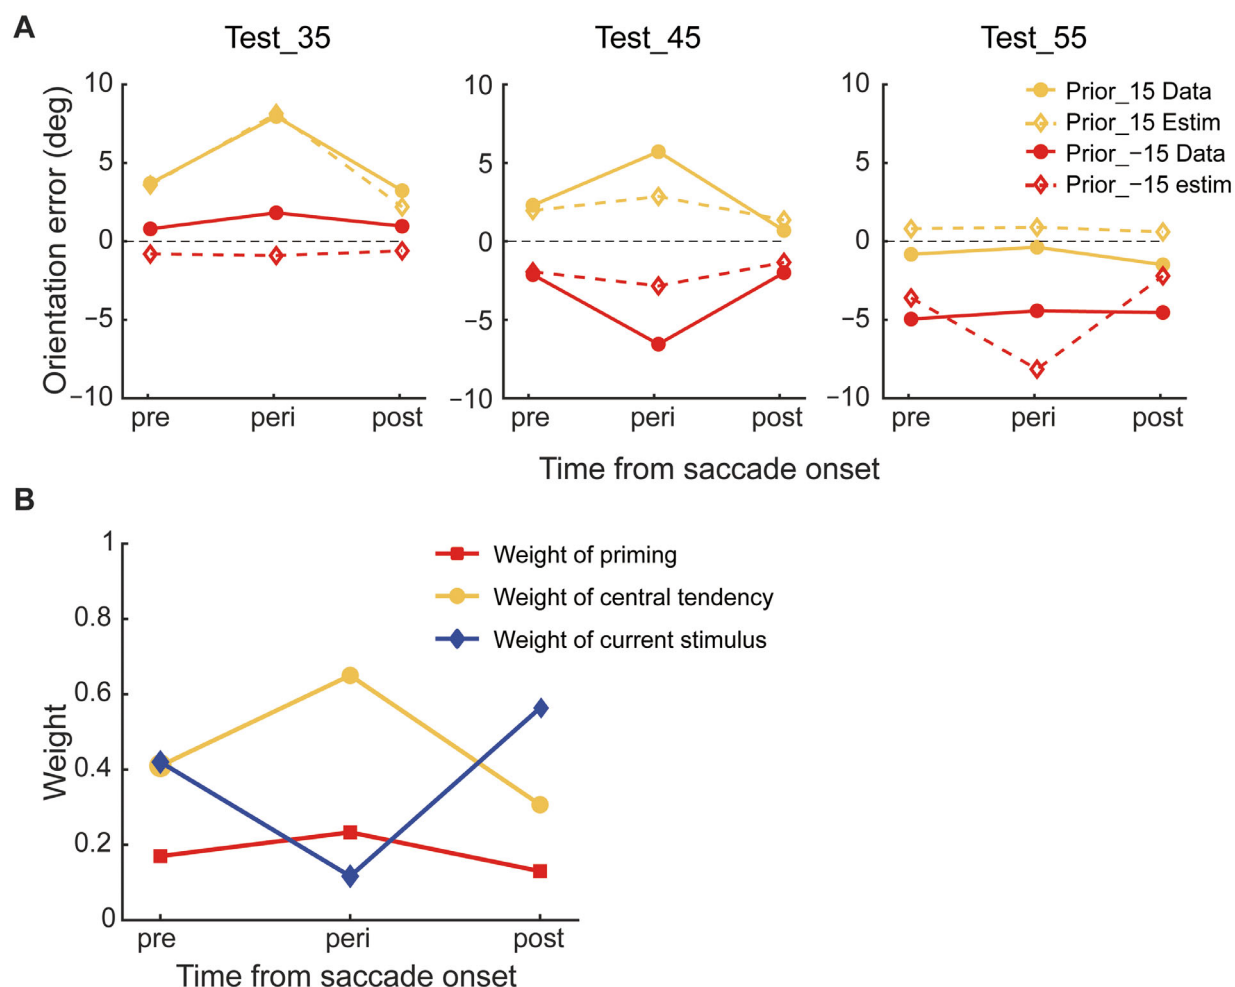 A
Test_35
Test_45
Test_55
Orientation error (deg)
10
5
0
−5
−10
pre
peri
post
10
5
0
−5
−10
pre
peri
post
10
5
0
−5
−10
pre
peri
post
Prior_15 Data
Prior_15 Estim
Prior_−15 Data
Prior_−15 estim
Time from saccade onset
B
Weight
1
0.8
0.6
0.4
0.2
0
Weight of priming
Weight of central tendency
Weight of current stimulus
pre
peri
post
Time from saccade onset